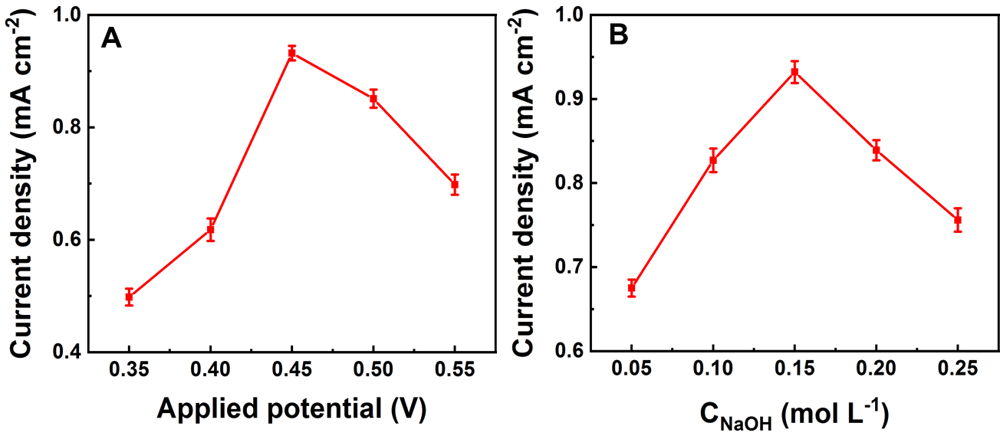 A
Current density (mA cm⁻²)
1.0
0.8
0.6
0.4
0.35 0.40 0.45 0.50 0.55
Applied potential (V)
B
Current density (mA cm⁻²)
1.0
0.9
0.8
0.7
0.6
0.05 0.10 0.15 0.20 0.25
C_NaOH (mol L⁻¹)